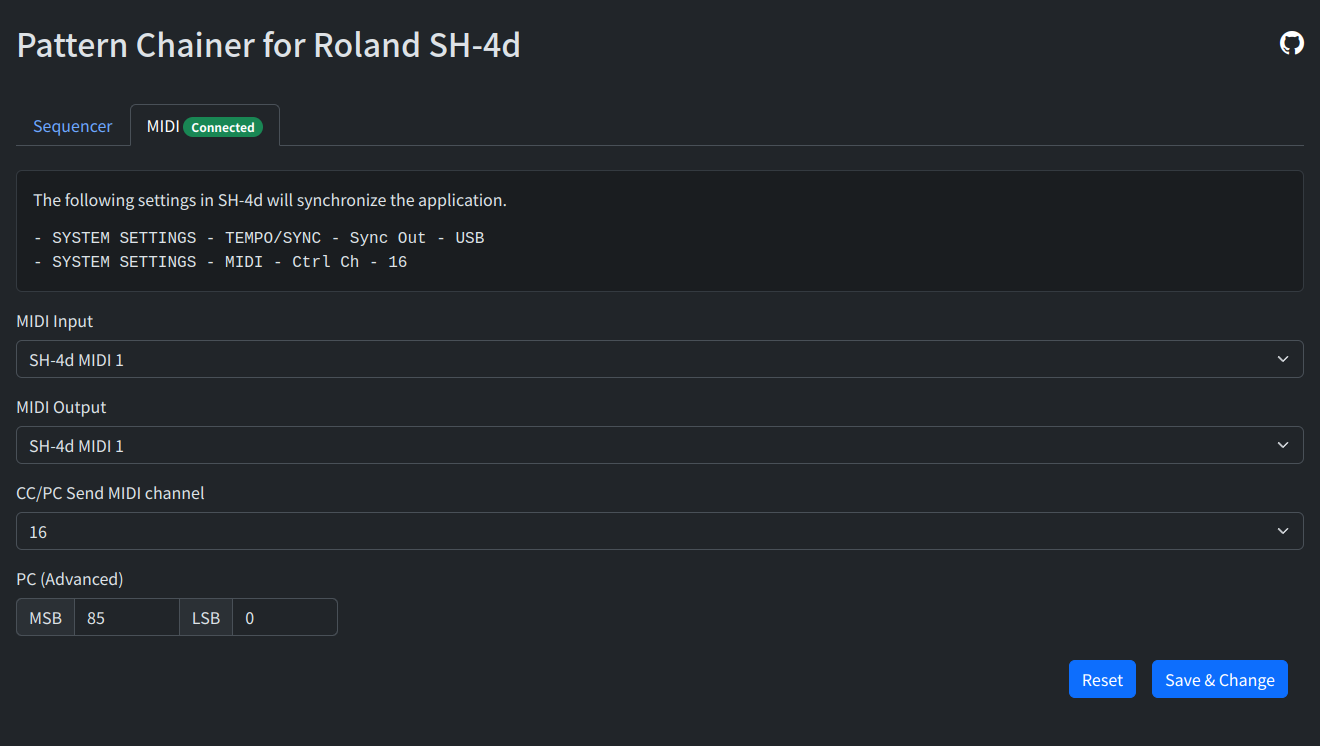 Pattern Chainer for Roland SH-4d
Sequencer
MIDI Connected
The following settings in SH-4d will synchronize the application.
- SYSTEM SETTINGS - TEMPO/SYNC - Sync Out - USB
- SYSTEM SETTINGS - MIDI - Ctrl Ch - 16
MIDI Input
SH-4d MIDI 1
MIDI Output
SH-4d MIDI 1
CC/PC Send MIDI channel
16
PC (Advanced)
MSB 85 LSB 0
Reset Save & Change